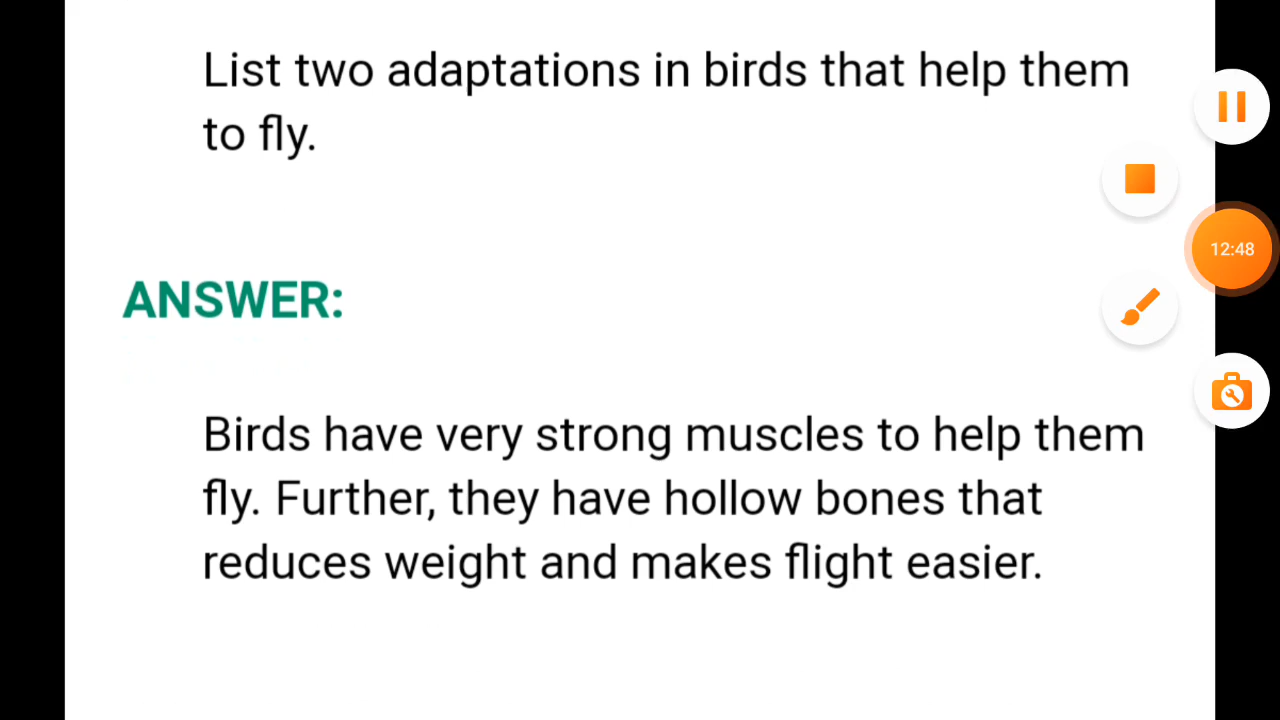 List two adaptations in birds that help them
to fly.
12:48
ANSWER:
Birds have very strong muscles to help them
fly. Further, they have hollow bones that
reduces weight and makes flight easier.